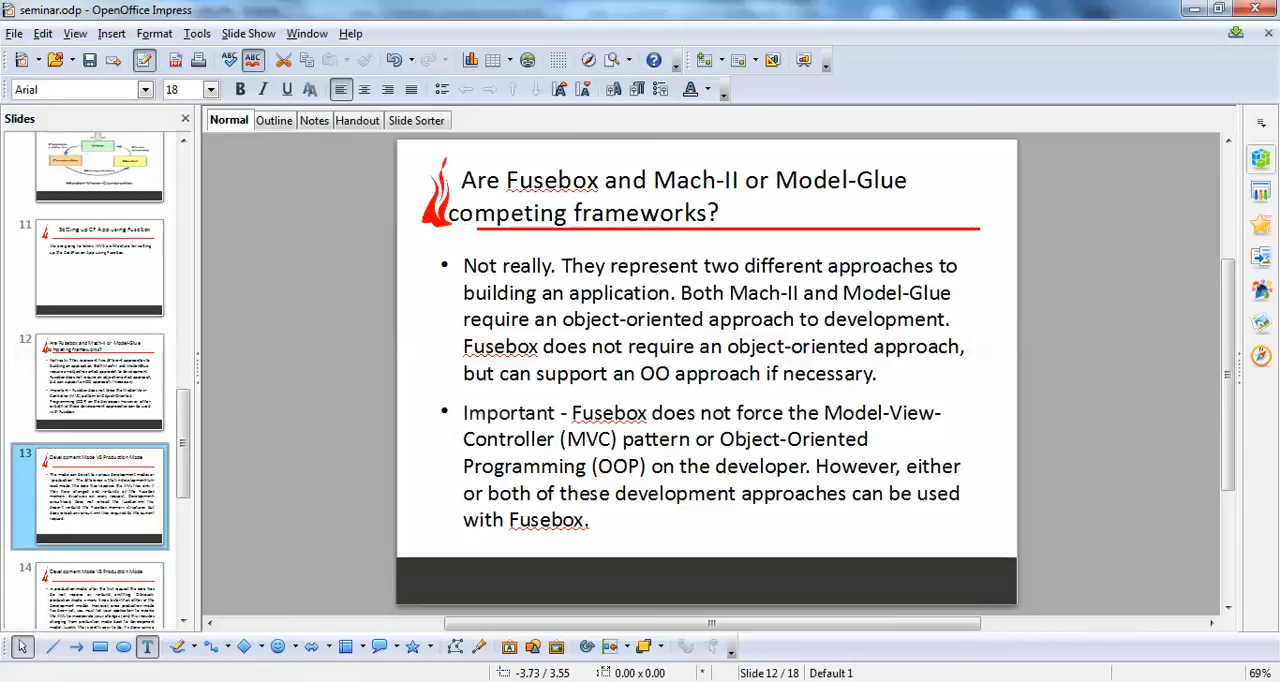 seminar.odp - OpenOffice Impress
File Edit View Insert Format Tools Slide Show Window Help
Arial 18
Slides
Normal Outline Notes Handout Slide Sorter
View
Controller Model
Model-View-Controller
11
Setting up CF App using Fusebox
12
Are Fusebox and Mach-II or Model-Glue
competing frameworks?
13
Development Mode VS Production Mode
14
Development Mode VS Production Mode
Are Fusebox and Mach-II or Model-Glue
competing frameworks?
• Not really. They represent two different approaches to
building an application. Both Mach-II and Model-Glue
require an object-oriented approach to development.
Fusebox does not require an object-oriented approach,
but can support an OO approach if necessary.
• Important - Fusebox does not force the Model-View-
Controller (MVC) pattern or Object-Oriented
Programming (OOP) on the developer. However, either
or both of these development approaches can be used
with Fusebox.
-3.73 / 3.55 0.00 x 0.00 * Slide 12 / 18 Default 1 69%